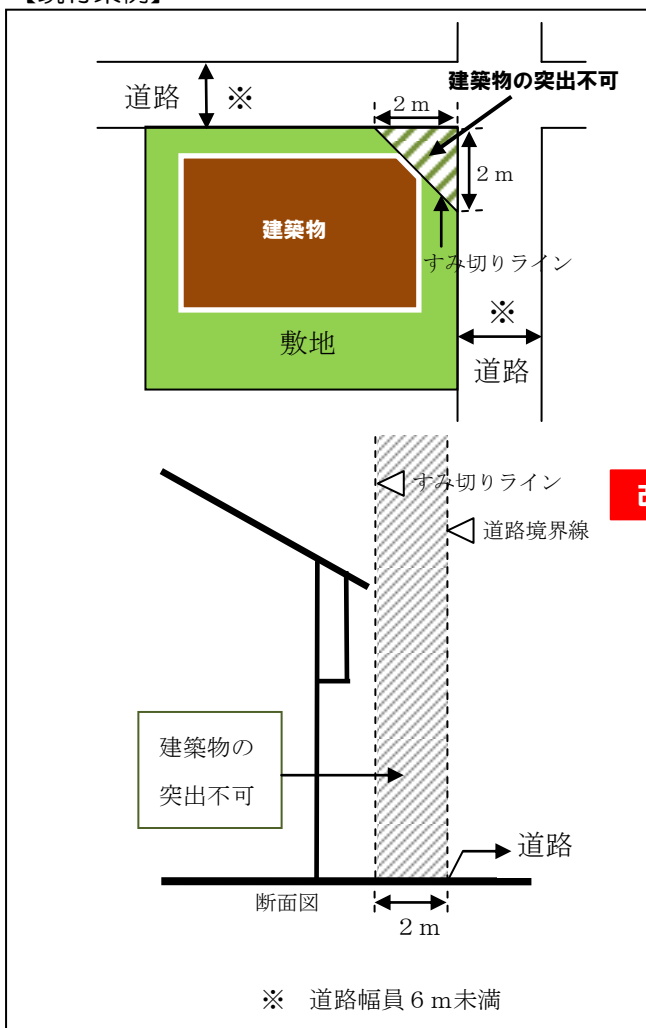 建築物の突出不可
道路 ※
2ｍ
2ｍ
建築物
すみ切りライン
敷地
※
道路
すみ切りライン
道路境界線
建築物の
突出不可
道路
断面図
2ｍ
※　道路幅員6ｍ未満